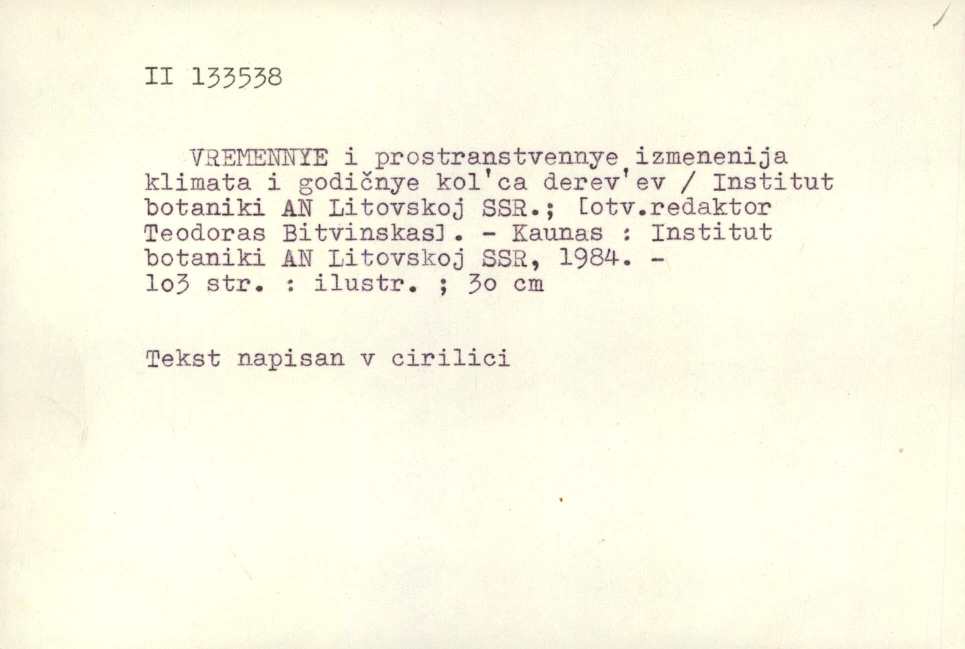 II 133538
VREMENNYE i prostranstvennye izmenenija
klimata i godičnye kol'ca derev'ev / Institut
botaniki AN Litovskoj SSR.; [otv.redaktor
Teodoras Bitvinskas]. - Kaunas : Institut
botaniki AN Litovskoj SSR, 1984. -
lo3 str. : ilustr. ; 3o cm
Tekst napisan v cirilici